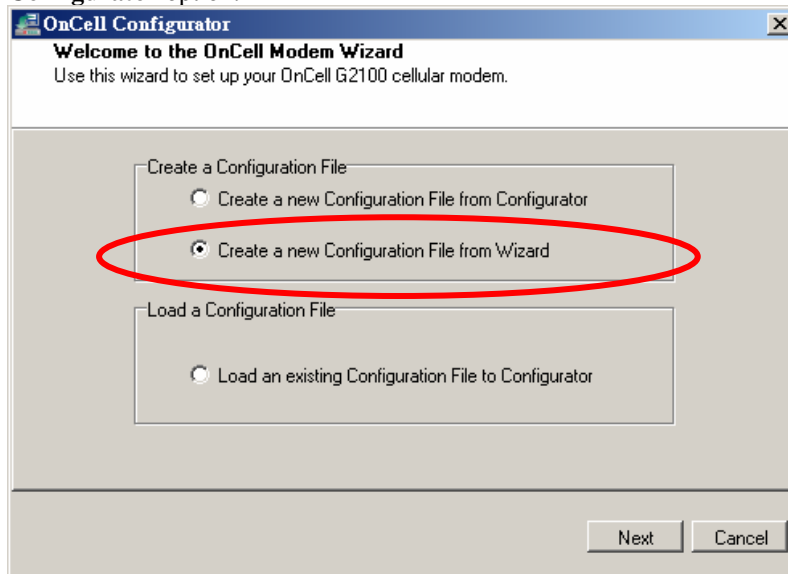 OnCell Configurator
Welcome to the OnCell Modem Wizard
Use this wizard to set up your OnCell G2100 cellular modem.
Create a Configuration File
Create a new Configuration File from Configurator
Create a new Configuration File from Wizard
Load a Configuration File
Load an existing Configuration File to Configurator
Next Cancel